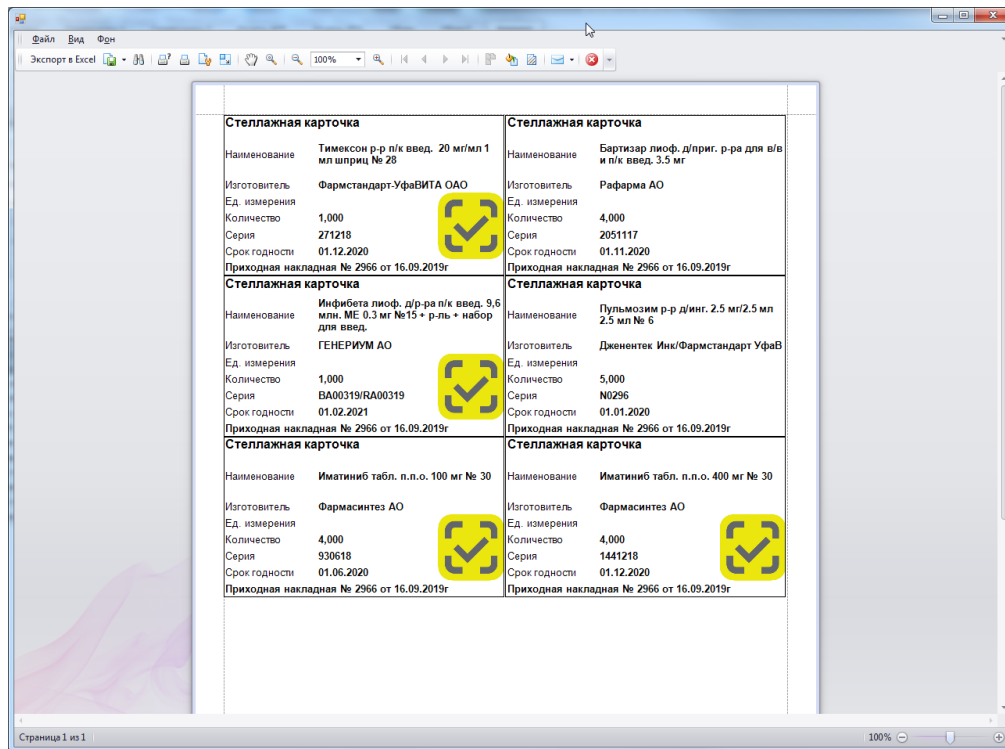 Файл Вид Фон
Экспорт в Excel 100%
Стеллажная карточка
Наименование Тимексон р-р п/к введ. 20 мг/мл 1
мл шприц № 28
Изготовитель Фармстандарт-УфаВИТА ОАО
Ед. измерения
Количество 1,000
Серия 271218
Срок годности 01.12.2020
Приходная накладная № 2966 от 16.09.2019г
Стеллажная карточка
Наименование Бартизар лиоф. д/приг. р-ра для в/в
и п/к введ. 3.5 мг
Изготовитель Рафарма АО
Ед. измерения
Количество 4,000
Серия 2051117
Срок годности 01.11.2020
Приходная накладная № 2966 от 16.09.2019г
Стеллажная карточка
Наименование Инфибета лиоф. д/р-ра п/к введ. 9,6
млн. МЕ 0.3 мг №15 + р-ль + набор
для введ.
Изготовитель ГЕНЕРИУМ АО
Ед. измерения
Количество 1,000
Серия BA00319/RA00319
Срок годности 01.02.2021
Приходная накладная № 2966 от 16.09.2019г
Стеллажная карточка
Наименование Пульмозим р-р д/инг. 2.5 мг/2.5 мл
2.5 мл № 6
Изготовитель Дженентек Инк/Фармстандарт УфаВ
Ед. измерения
Количество 5,000
Серия N0296
Срок годности 01.01.2020
Приходная накладная № 2966 от 16.09.2019г
Стеллажная карточка
Наименование Иматиниб табл. п.п.о. 100 мг № 30
Изготовитель Фармасинтез АО
Ед. измерения
Количество 4,000
Серия 930618
Срок годности 01.06.2020
Приходная накладная № 2966 от 16.09.2019г
Стеллажная карточка
Наименование Иматиниб табл. п.п.о. 400 мг № 30
Изготовитель Фармасинтез АО
Ед. измерения
Количество 4,000
Серия 1441218
Срок годности 01.12.2020
Приходная накладная № 2966 от 16.09.2019г
Страница 1 из 1 100%